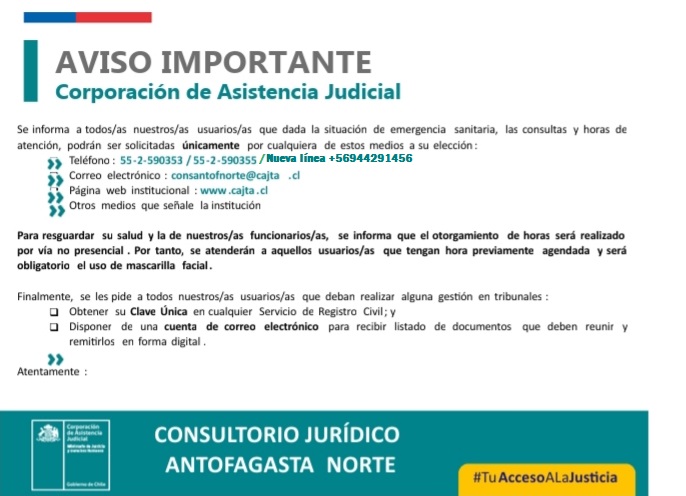 AVISO IMPORTANTE
Corporación de Asistencia Judicial
Se informa a todos/as nuestros/as usuarios/as que dada la situación de emergencia sanitaria, las consultas y horas de
atención, podrán ser solicitadas únicamente por cualquiera de estos medios a su elección:
Teléfono : 55-2-590353 / 55-2-590355 / Nueva línea +56944291456
Correo electrónico : consantofnorte@cajta .cl
Página web institucional : www.cajta.cl
Otros medios que señale la institución
Para resguardar su salud y la de nuestros/as funcionarios/as, se informa que el otorgamiento de horas será realizado
por vía no presencial . Por tanto, se atenderán a aquellos usuarios/as que tengan hora previamente agendada y será
obligatorio el uso de mascarilla facial.
Finalmente, se les pide a todos nuestros/as usuarios/as que deban realizar alguna gestión en tribunales :
Obtener su Clave Única en cualquier Servicio de Registro Civil; y
Disponer de una cuenta de correo electrónico para recibir listado de documentos que deben reunir y
remitirlos en forma digital .
Atentamente :
Corporación
de Asistencia
Judicial
Ministerio de Justicia
y Derechos Humanos
Gobierno de Chile
CONSULTORIO JURÍDICO
ANTOFAGASTA NORTE
#TuAccesoALaJusticia